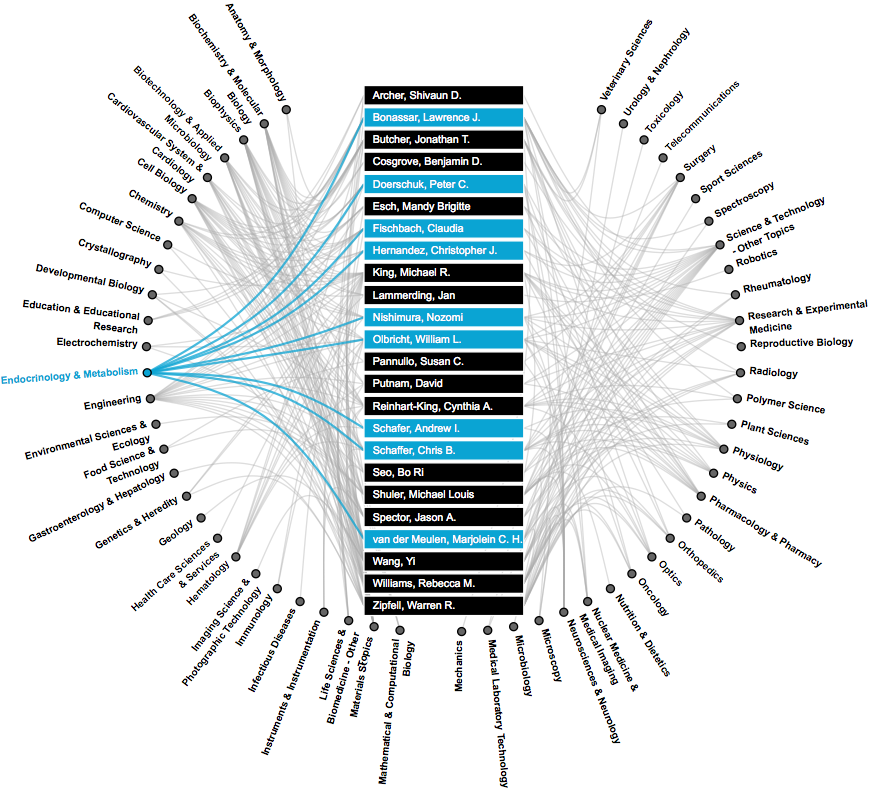 Anatomy & Morphology
Biochemistry & Molecular
Biology
Biophysics
Biotechnology & Applied
Microbiology
Cardiovascular System &
Cardiology
Cell Biology
Chemistry
Computer Science
Crystallography
Developmental Biology
Education & Educational
Research
Electrochemistry
Endocrinology & Metabolism
Engineering
Environmental Sciences &
Ecology
Food Science &
Technology
Gastroenterology & Hepatology
Genetics & Heredity
Geology
Health Care Sciences
& Services
Hematology
Imaging Science &
Photographic Technology
Immunology
Infectious Diseases
Instruments & Instrumentation
Life Sciences &
Biomedicine - Other
Topics
Materials Science
Mathematical & Computational
Biology
Archer, Shivaun D.
Bonassar, Lawrence J.
Butcher, Jonathan T.
Cosgrove, Benjamin D.
Doerschuk, Peter C.
Esch, Mandy Brigitte
Fischbach, Claudia
Hernandez, Christopher J.
King, Michael R.
Lammerding, Jan
Nishimura, Nozomi
Olbricht, William L.
Pannullo, Susan C.
Putnam, David
Reinhart-King, Cynthia A.
Schafer, Andrew I.
Schaffer, Chris B.
Seo, Bo Ri
Shuler, Michael Louis
Spector, Jason A.
van der Meulen, Marjolein C. H.
Wang, Yi
Williams, Rebecca M.
Zipfell, Warren R.
Veterinary Sciences
Urology & Nephrology
Toxicology
Telecommunications
Surgery
Sport Sciences
Spectroscopy
Science & Technology
- Other Topics
Robotics
Rheumatology
Research & Experimental
Medicine
Reproductive Biology
Radiology
Polymer Science
Plant Sciences
Physiology
Physics
Pharmacology & Pharmacy
Pathology
Orthopedics
Optics
Oncology
Nutrition & Dietetics
Nuclear Medicine &
Medical Imaging
Neurosciences & Neurology
Microscopy
Microbiology
Medical Laboratory Technology
Mechanics